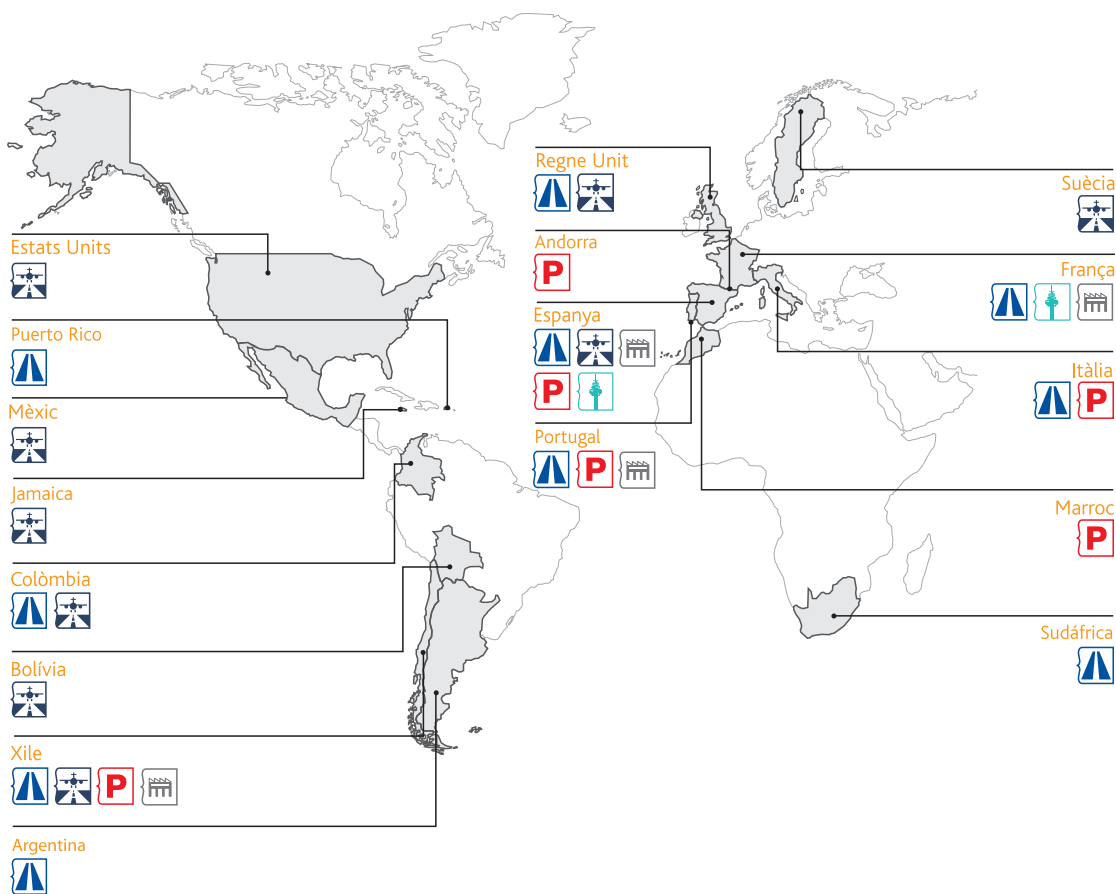 Estats Units
Puerto Rico
Mèxic
Jamaica
Colòmbia
Bolívia
Xile
P
Argentina
Regne Unit
Andorra
P
Espanya
P
Portugal
P
Suècia
França
Itàlia
P
Marroc
P
Sudáfrica